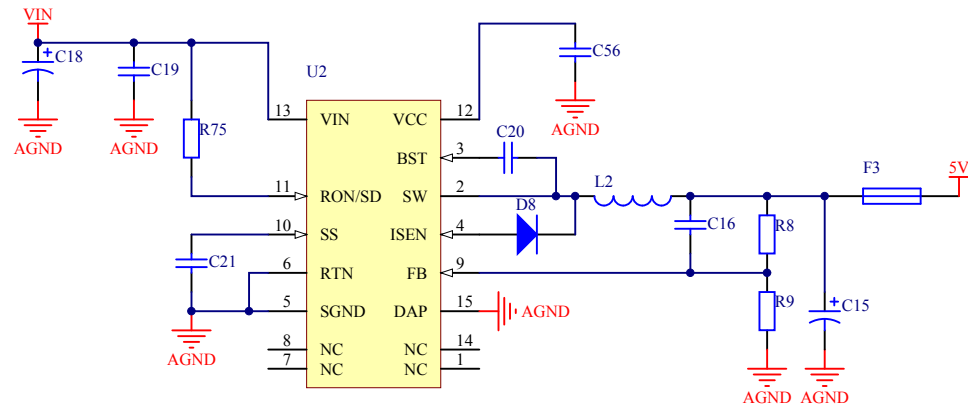 VIN
C18
C19
C56
U2
AGND
AGND
AGND
R75
13
VIN
VCC
12
C20
BST
3
11
RON/SD
SW
2
L2
F3
5V
D8
10
SS
ISEN
4
C16
R8
C21
6
RTN
FB
9
5
SGND
DAP
15
AGND
R9
C15
AGND
8
NC
NC
14
7
NC
NC
1
AGND
AGND